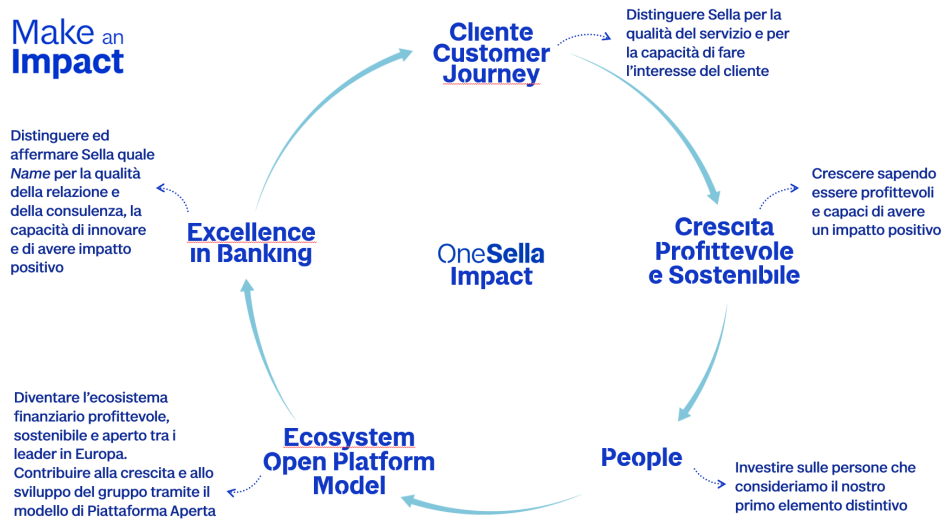 Make an
Impact
Cliente
Customer
Journey
Distinguere Sella per la
qualità del servizio e per
la capacità di fare
l’interesse del cliente
Crescita
Profittevole
e Sostenibile
Crescere sapendo
essere profittevoli
e capaci di avere
un impatto positivo
People
Investire sulle persone che
consideriamo il nostro
primo elemento distintivo
Ecosystem
Open Platform
Model
Diventare l’ecosistema
finanziario profittevole,
sostenibile e aperto tra i
leader in Europa.
Contribuire alla crescita e allo
sviluppo del gruppo tramite il
modello di Piattaforma Aperta
Excellence
in Banking
Distinguere ed
affermare Sella quale
Name per la qualità
della relazione e
della consulenza, la
capacità di innovare
e di avere impatto
positivo
OneSella
Impact